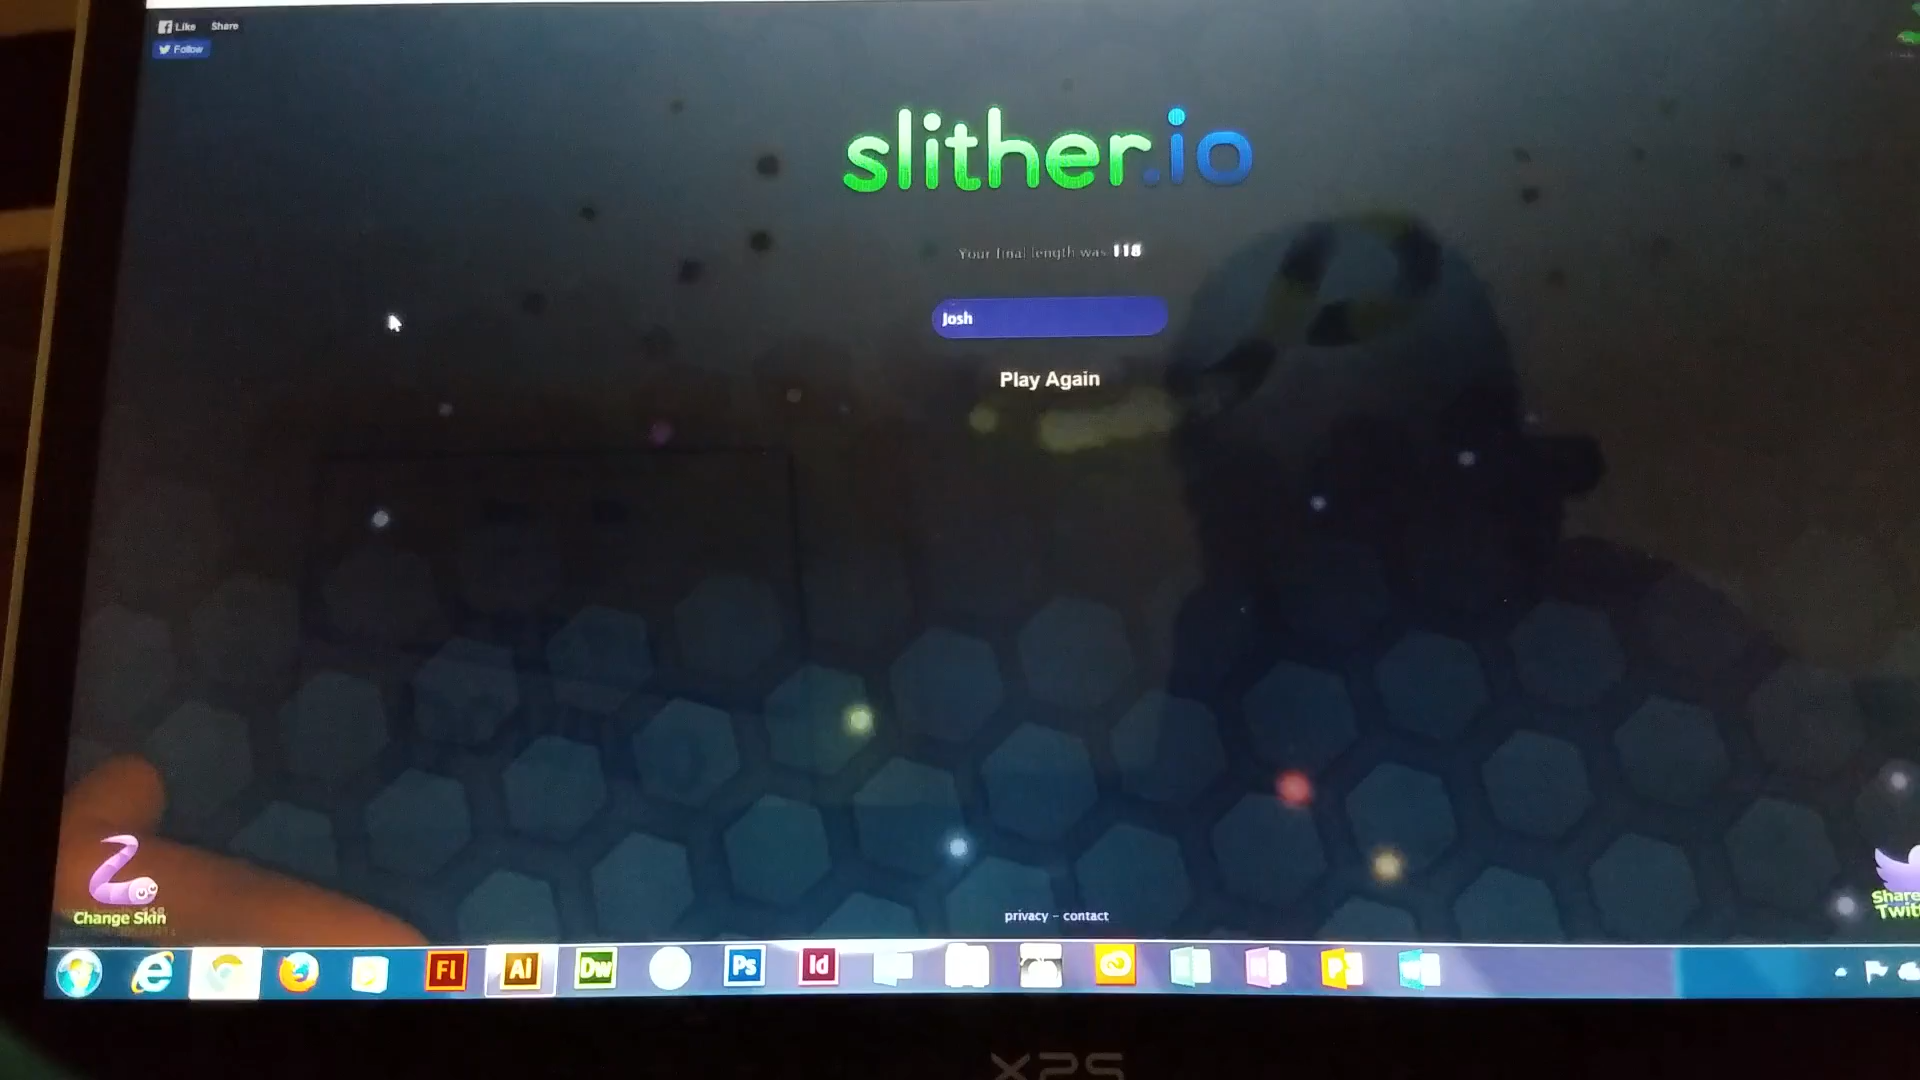 Like Share
Follow
slither.io
Your final length was 118
Josh
Play Again
Change Skin
privacy - contact
Share
Fl
Ai
Dw
Ps
Id
XPS